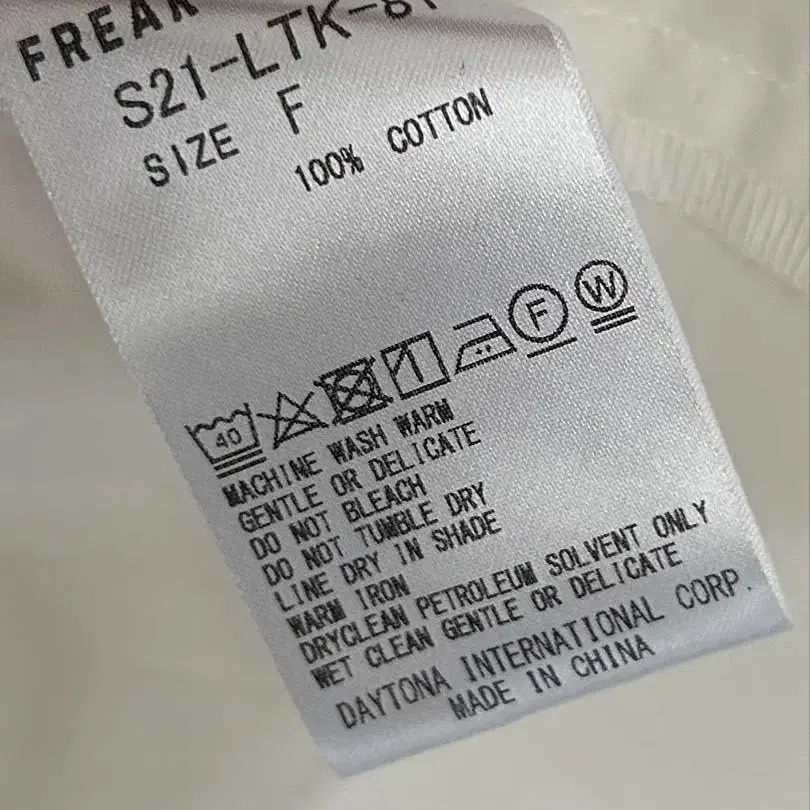 FREAK
S21-LTK-
SIZE F
100% COTTON
40
F
W
MACHINE WASH WARM
GENTLE OR DELICATE
DO NOT BLEACH
DO NOT TUMBLE DRY
LINE DRY IN SHADE
WARM IRON
DRYCLEAN PETROLEUM SOLVENT ONLY
WET CLEAN GENTLE OR DELICATE
DAYTONA INTERNATIONAL CORP.
MADE IN CHINA